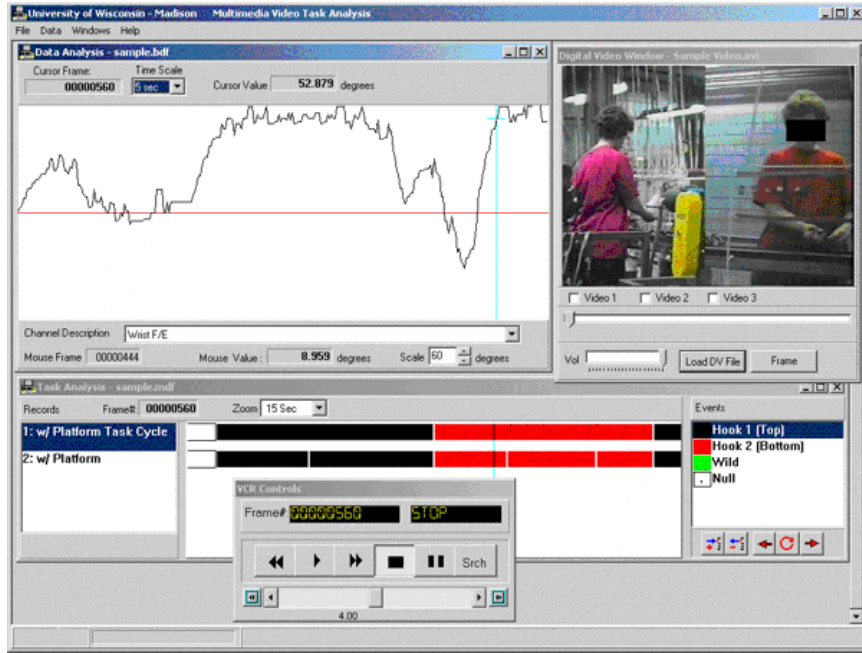 University of Wisconsin - Madison Multimedia Video Task Analysis
File Data Windows Help
Data Analysis - sample.bdf
Cursor Frame: Time Scale
00000560 5 sec Cursor Value 52.879 degrees
Channel Description Wrist F/E
Mouse Frame 00000444 Mouse Value : 8.959 degrees Scale 60 degrees
Digital Video Window - Sample Video.avi
Video 1 Video 2 Video 3
Vol Load DV File Frame
Task Analysis - sample.mdf
Records Frame#: 00000560 Zoom 15 Sec
1: w/ Platform Task Cycle
2: w/ Platform
Events
Hook 1 (Top)
Hook 2 (Bottom)
Wild
. Null
VCR Controls
Frame# 00000560 STOP
Srch
4.00